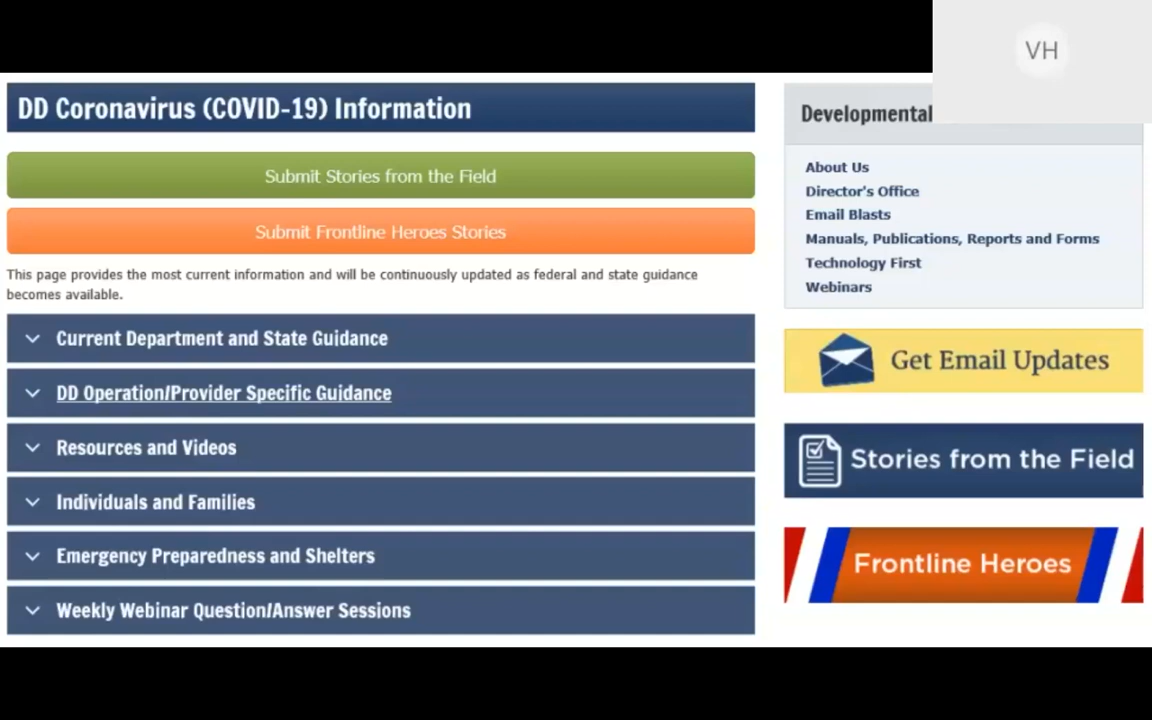 VH
DD Coronavirus (COVID-19) Information
Submit Stories from the Field
Submit Frontline Heroes Stories
This page provides the most current information and will be continuously updated as federal and state guidance
becomes available.
Current Department and State Guidance
DD Operation/Provider Specific Guidance
Resources and Videos
Individuals and Families
Emergency Preparedness and Shelters
Weekly Webinar Question/Answer Sessions
Developmental
About Us
Director's Office
Email Blasts
Manuals, Publications, Reports and Forms
Technology First
Webinars
Get Email Updates
Stories from the Field
Frontline Heroes